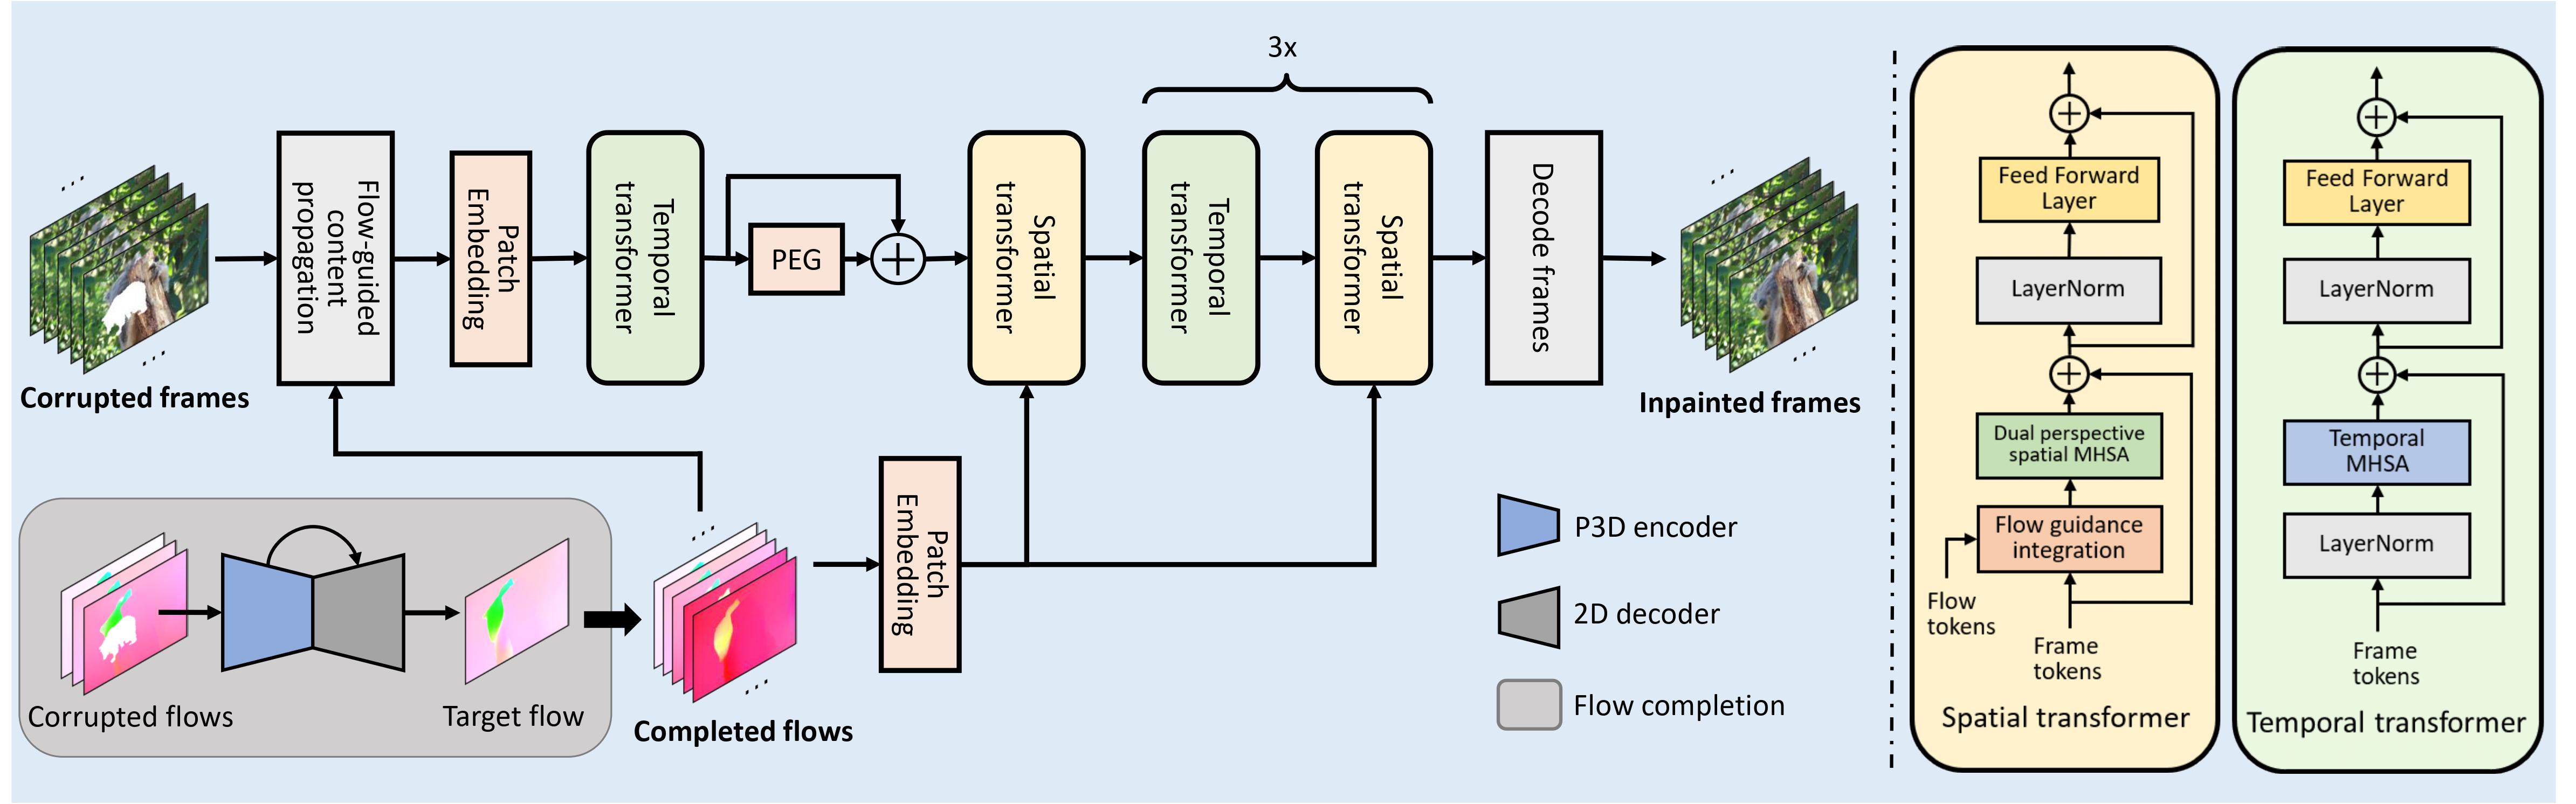 3x
Flow-guided
content
propagation
Patch
Embedding
Temporal
transformer
PEG
Spatial
transformer
Temporal
transformer
Spatial
transformer
Decode frames
Corrupted frames
Inpainted frames
Patch
Embedding
Corrupted flows
Target flow
Completed flows
P3D encoder
2D decoder
Flow completion
Feed Forward
Layer
LayerNorm
Dual perspective
spatial MHSA
Flow guidance
integration
Flow
tokens
Frame
tokens
Spatial transformer
Feed Forward
Layer
LayerNorm
Temporal
MHSA
LayerNorm
Frame
tokens
Temporal transformer